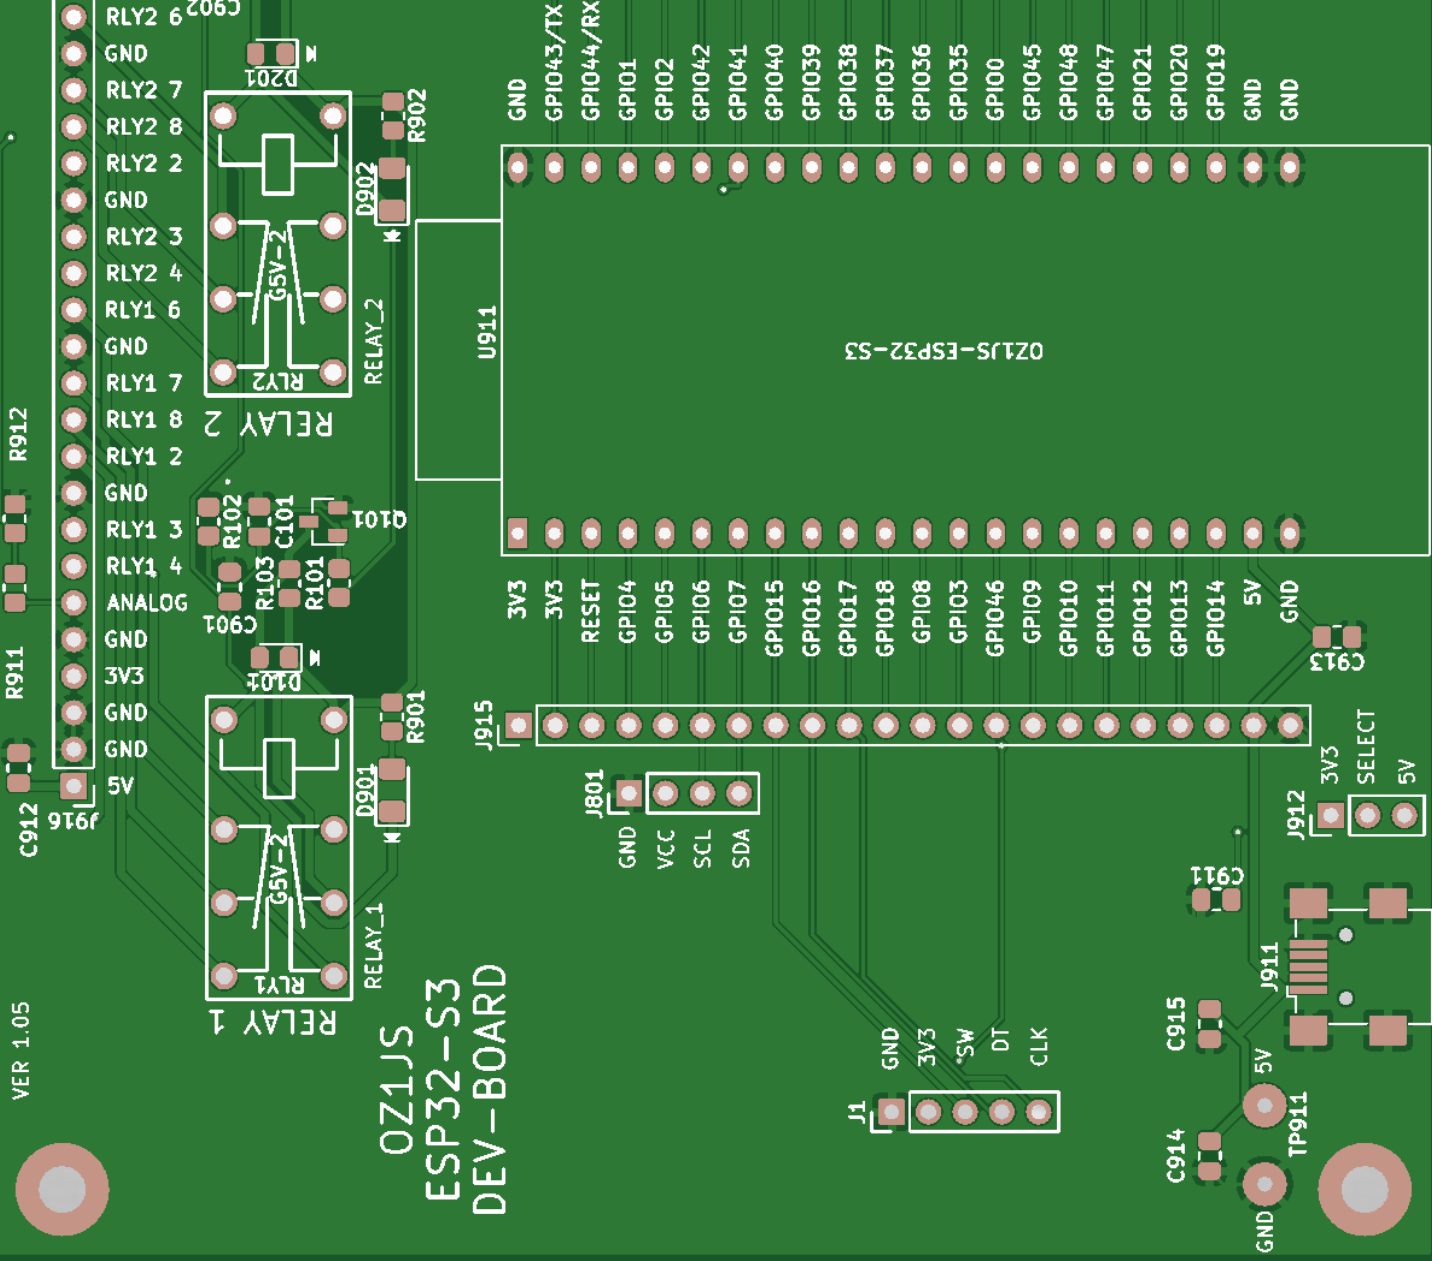 C902
RLY2 6
GND
RLY2 7
RLY2 8
RLY2 2
GND
RLY2 3
RLY2 4
RLY1 6
GND
RLY1 7
RLY1 8
RLY1 2
GND
RLY1 3
RLY1 4
ANALOG
GND
3V3
GND
GND
5V
J916
R912
R911
C912
D201
R902
D902
G5V-2
RLY2
RELAY_2
RELAY 2
R102
C101
Q101
C901
R103
R101
D101
R901
D901
G5V-2
RLY1
RELAY_1
RELAY 1
GND
GPIO43/TX
GPIO44/RX
GPIO1
GPIO2
GPIO42
GPIO41
GPIO40
GPIO39
GPIO38
GPIO37
GPIO36
GPIO35
GPIO0
GPIO45
GPIO48
GPIO47
GPIO21
GPIO20
GPIO19
GND
GND
U911
OZ1JS-ESP32-S3
3V3
3V3
RESET
GPIO4
GPIO5
GPIO6
GPIO7
GPIO15
GPIO16
GPIO17
GPIO18
GPIO8
GPIO3
GPIO46
GPIO9
GPIO10
GPIO11
GPIO12
GPIO13
GPIO14
5V
GND
C913
J915
J801
GND
VCC
SCL
SDA
3V3
SELECT
5V
J912
C911
J911
C915
5V
TP911
C914
GND
GND
3V3
SW
DT
CLK
J1
VER 1.05
OZ1JS
ESP32-S3
DEV-BOARD